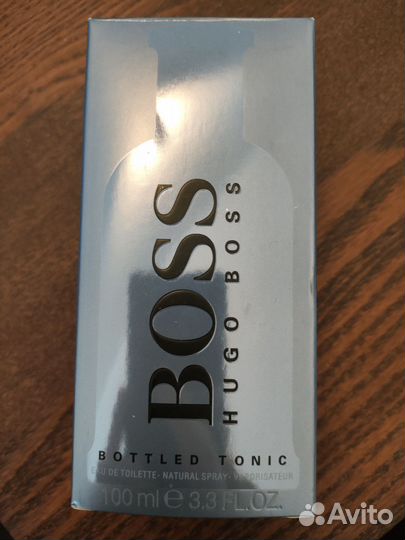 BOSS
HUGO BOSS
BOTTLED TONIC
EAU DE TOILETTE · NATURAL SPRAY · VAPORISATEUR
100 ml ℮ 3.3 FL.OZ.
Avito